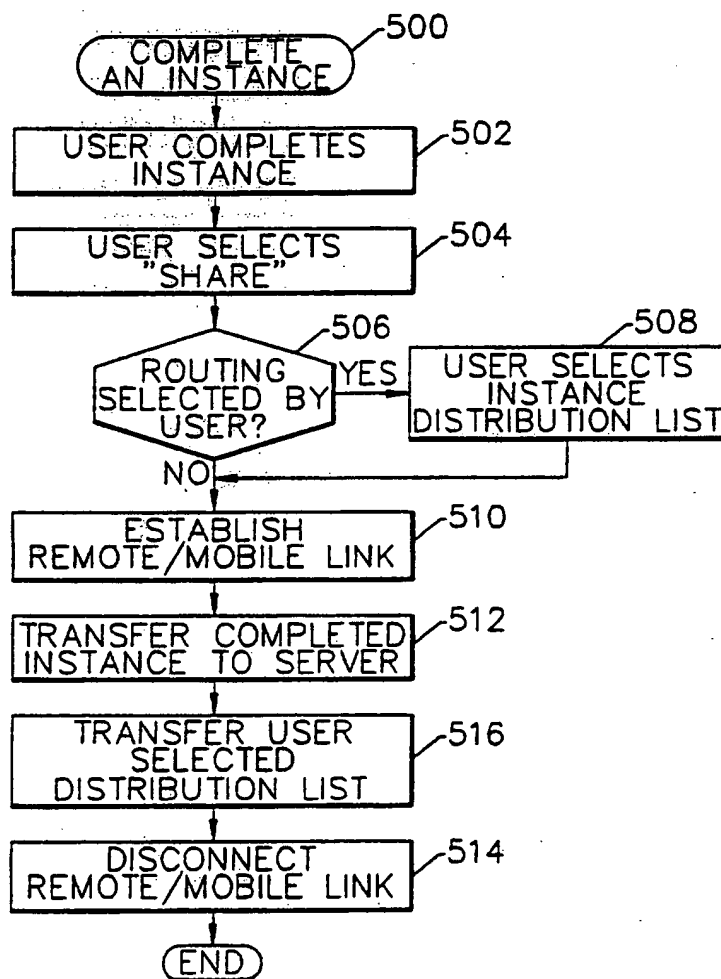 COMPLETE
AN INSTANCE
500
USER COMPLETES
INSTANCE
502
USER SELECTS
"SHARE"
504
ROUTING
SELECTED BY
USER?
506
YES
USER SELECTS
INSTANCE
DISTRIBUTION LIST
508
NO
ESTABLISH
REMOTE/MOBILE LINK
510
TRANSFER COMPLETED
INSTANCE TO SERVER
512
TRANSFER USER
SELECTED
DISTRIBUTION LIST
516
DISCONNECT
REMOTE/MOBILE LINK
514
END